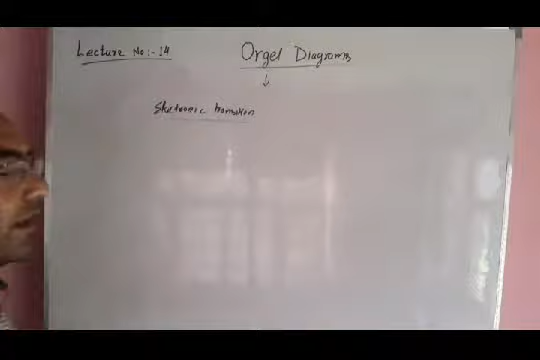 Lecture No:- 14
Orgel Diagrams
↓
Electronic transition